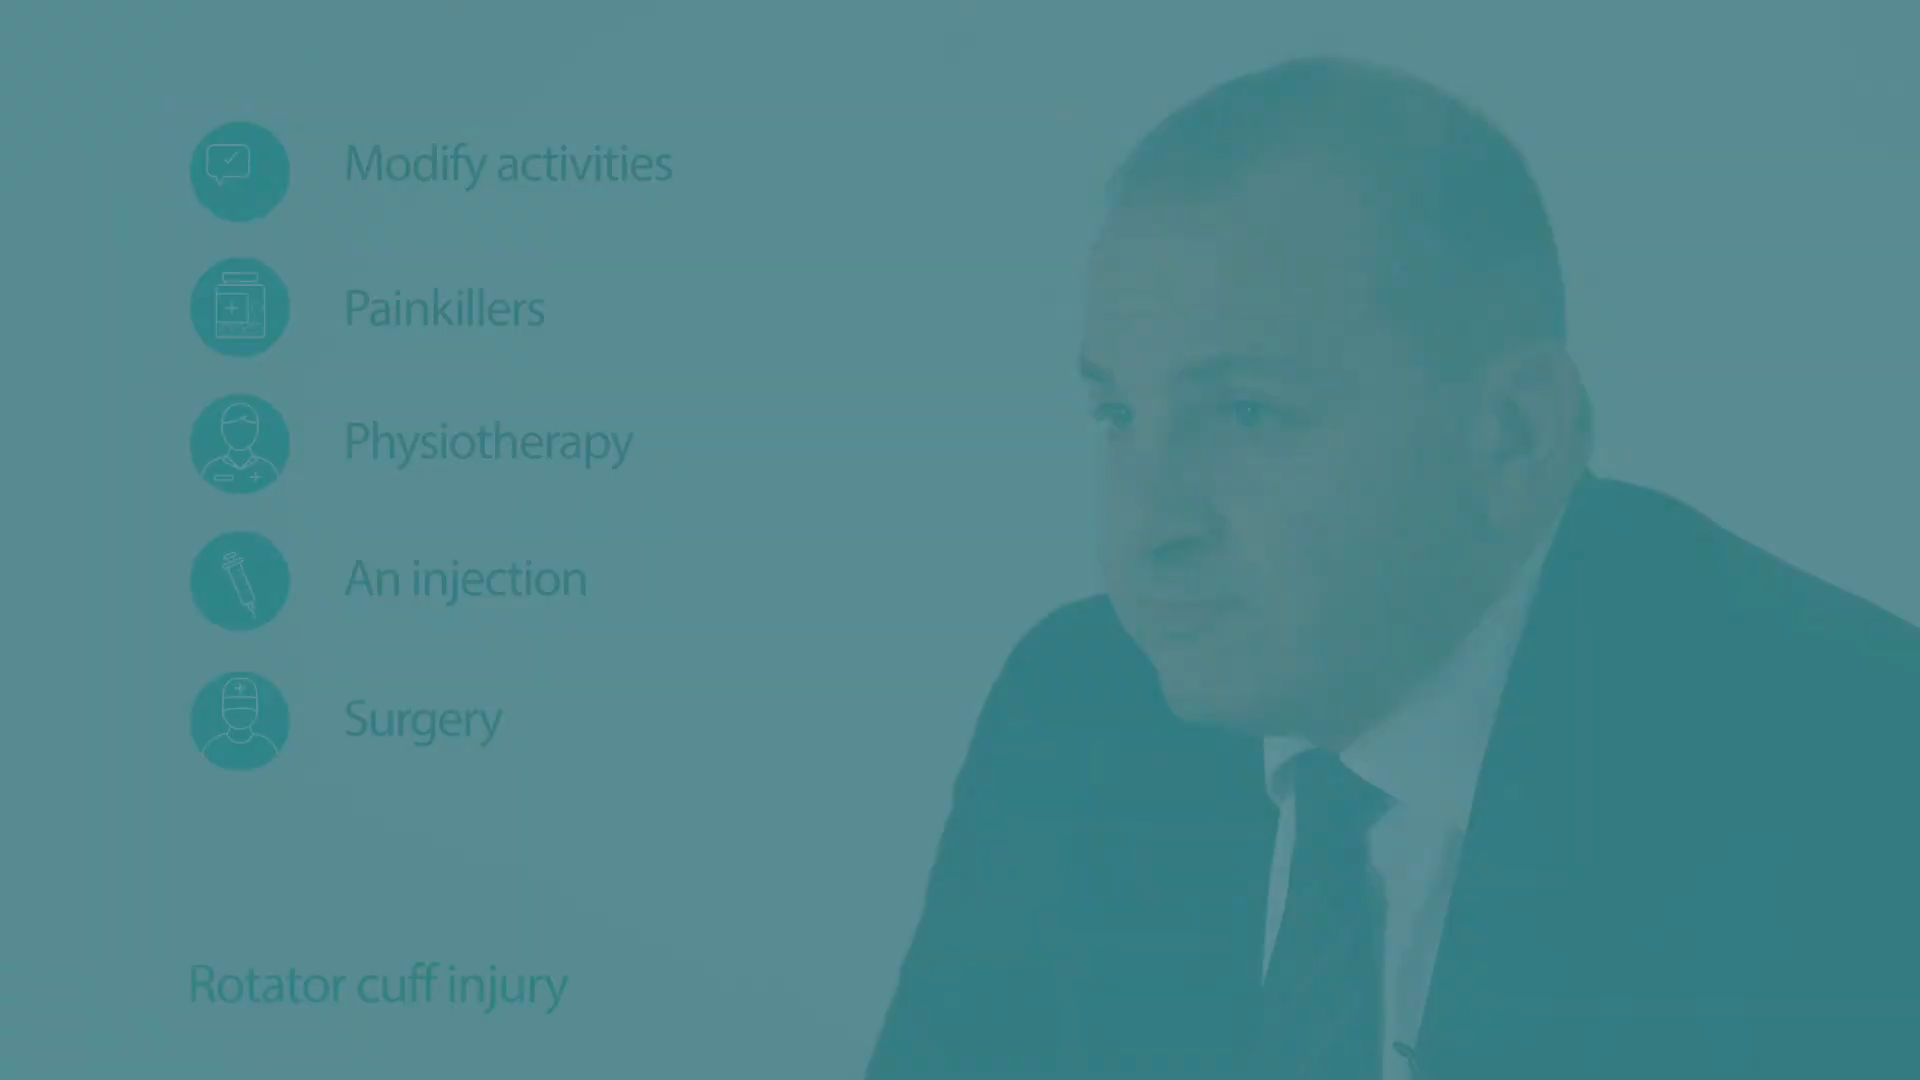 Modify activities
Painkillers
Physiotherapy
An injection
Surgery
Rotator cuff injury